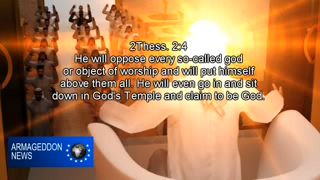 2Thess. 2:4
He will oppose every so-called god
or object of worship and will put himself
above them all. He will even go in and sit
down in God's Temple and claim to be God.
ARMAGEDDON
NEWS